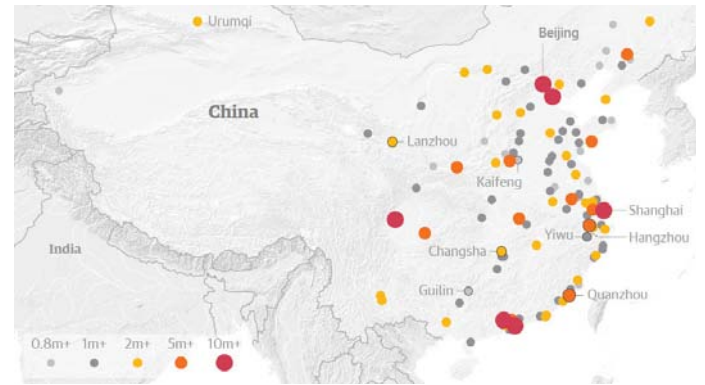 Urumqi
Beijing
China
Lanzhou
Kaifeng
Shanghai
India
Yiwu
Hangzhou
Changsha
Guilin
Quanzhou
0.8m+ 1m+ 2m+ 5m+ 10m+